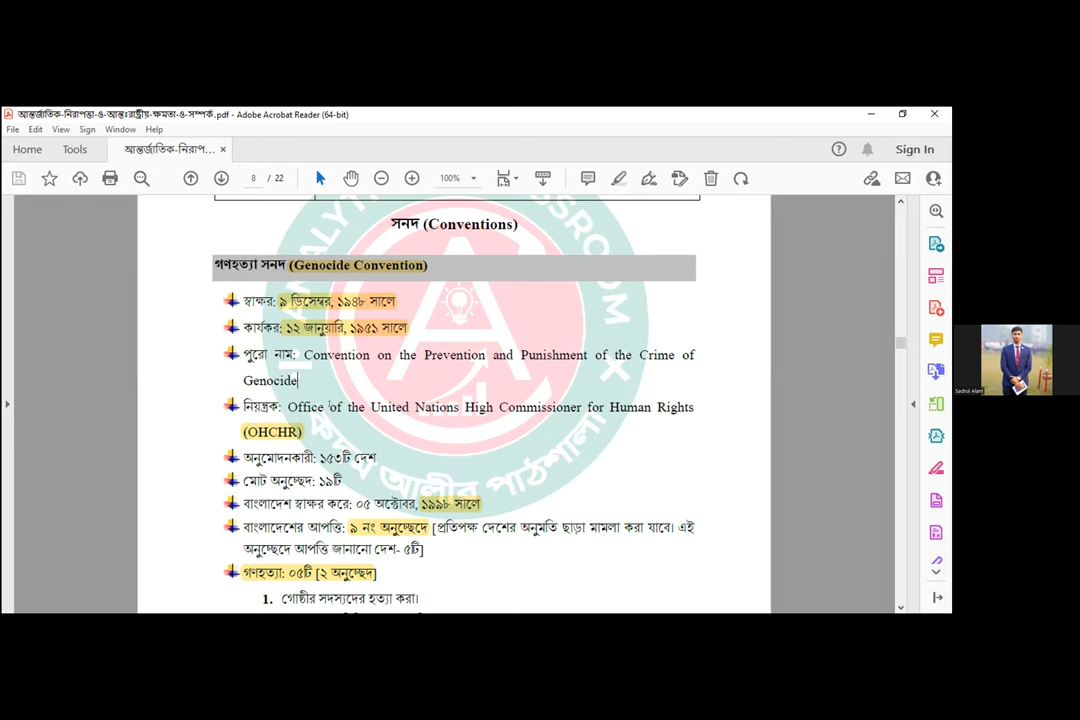 আন্তর্জাতিক-নিরাপত্তা-ও-আন্তঃরাষ্ট্রীয়-ক্ষমতা-ও-সম্পর্ক.pdf - Adobe Acrobat Reader (64-bit)
File Edit View Sign Window Help
Home Tools আন্তর্জাতিক-নিরাপ... × Sign In
8 / 22 100%
সনদ (Conventions)
গণহত্যা সনদ (Genocide Convention)
স্বাক্ষর: ৯ ডিসেম্বর, ১৯৪৮ সালে
কার্যকর: ১২ জানুয়ারি, ১৯৫১ সালে
পুরো নাম: Convention on the Prevention and Punishment of the Crime of
Genocide
নিয়ন্ত্রক: Office of the United Nations High Commissioner for Human Rights
(OHCHR)
অনুমোদনকারী: ১৫৩টি দেশ
মোট অনুচ্ছেদ: ১৯টি
বাংলাদেশ স্বাক্ষর করে: ০৫ অক্টোবর, ১৯৯৮ সালে
বাংলাদেশের আপত্তি: ৯ নং অনুচ্ছেদে [প্রতিপক্ষ দেশের অনুমতি ছাড়া মামলা করা যাবে। এই
অনুচ্ছেদে আপত্তি জানানো দেশ- ৫টি]
গণহত্যা: ০৫টি [২ অনুচ্ছেদ]
1. গোষ্ঠীর সদস্যদের হত্যা করা।
কদম আলীর পাঠশালা
Sadrul Alam